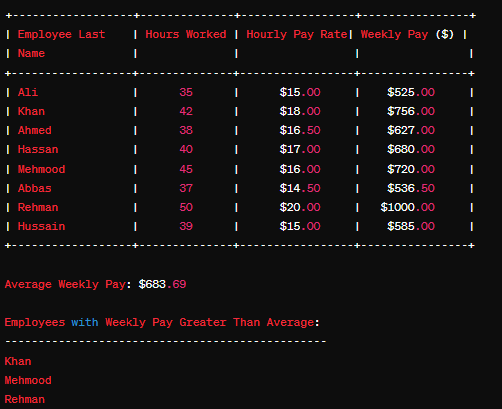 +------------------+--------------+-----------------+-----------------+
| Employee Last | Hours Worked | Hourly Pay Rate| Weekly Pay ($) |
| Name | | | |
+------------------+--------------+-----------------+-----------------+
| Ali | 35 | $15.00 | $525.00 |
| Khan | 42 | $18.00 | $756.00 |
| Ahmed | 38 | $16.50 | $627.00 |
| Hassan | 40 | $17.00 | $680.00 |
| Mehmood | 45 | $16.00 | $720.00 |
| Abbas | 37 | $14.50 | $536.50 |
| Rehman | 50 | $20.00 | $1000.00 |
| Hussain | 39 | $15.00 | $585.00 |
+------------------+--------------+-----------------+-----------------+
Average Weekly Pay: $683.69
Employees with Weekly Pay Greater Than Average:
------------------------------------------------
Khan
Mehmood
Rehman